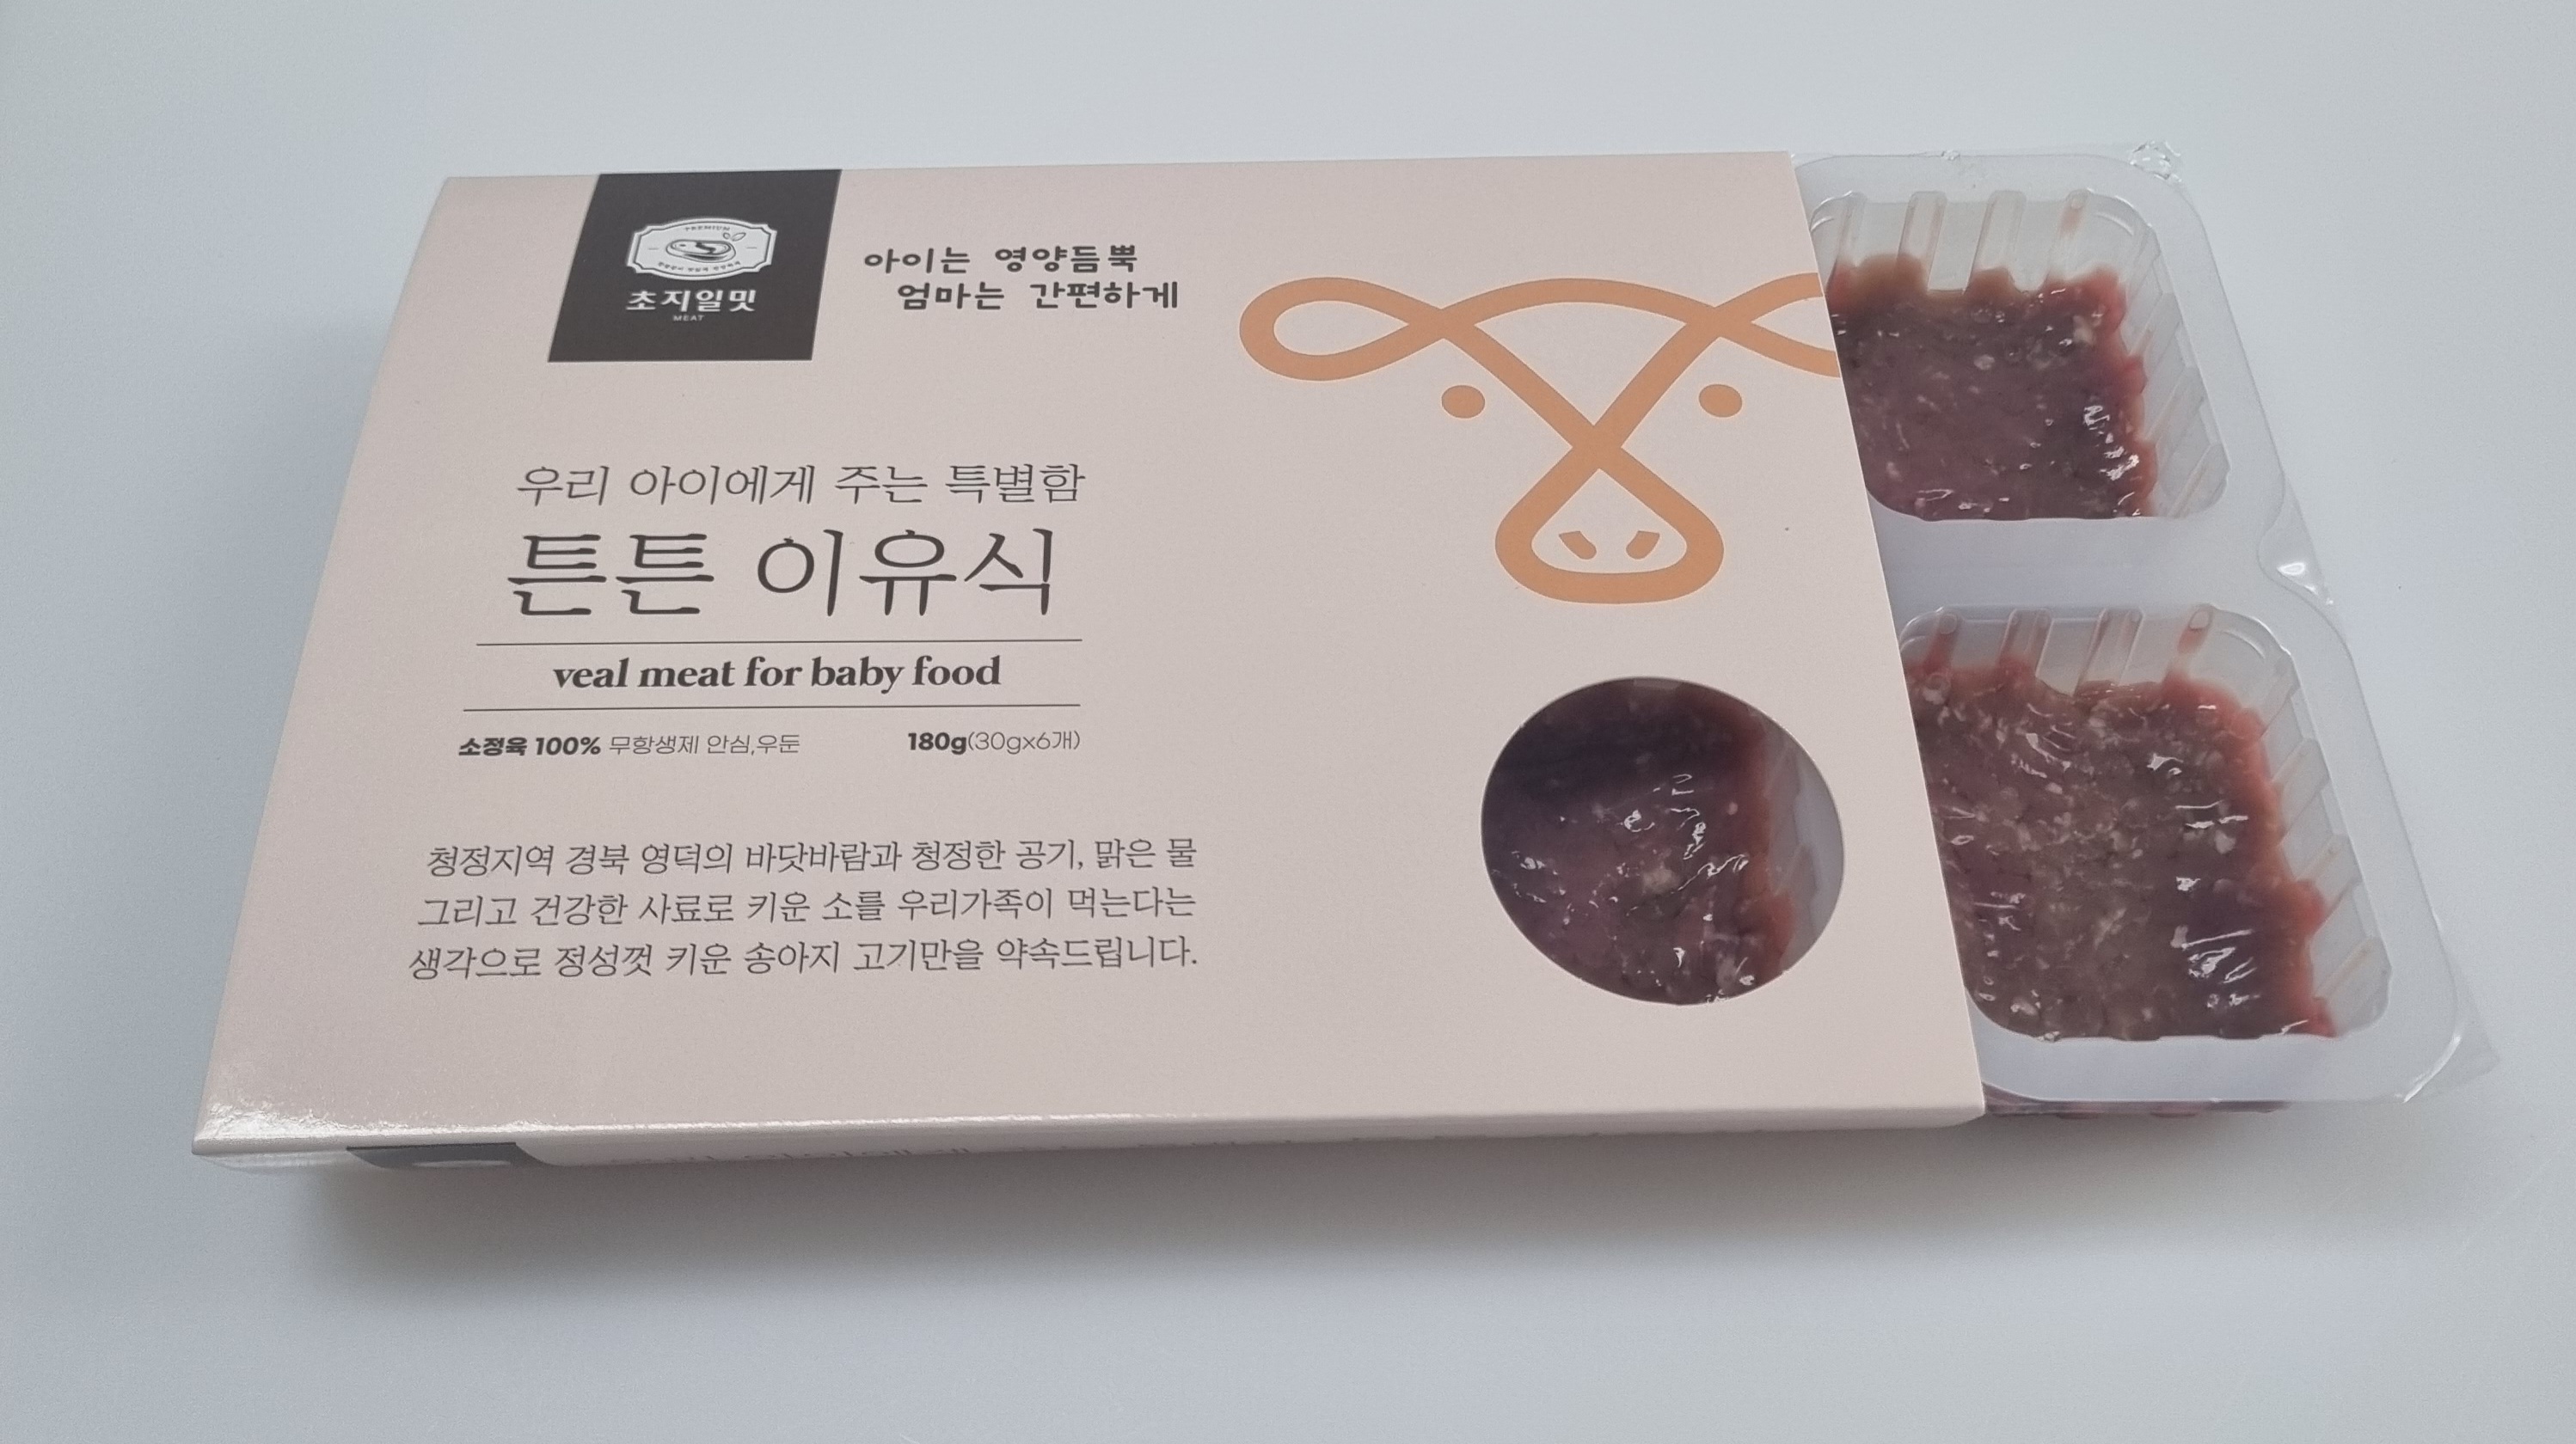 PREMIUM
초지일밋
MEAT
아이는 영양듬뿍
엄마는 간편하게
우리 아이에게 주는 특별함
튼튼 이유식
veal meat for baby food
소정육 100% 무항생제 안심,우둔 180g(30gx6개)
청정지역 경북 영덕의 바닷바람과 청정한 공기, 맑은 물
그리고 건강한 사료로 키운 소를 우리가족이 먹는다는
생각으로 정성껏 키운 송아지 고기만을 약속드립니다.